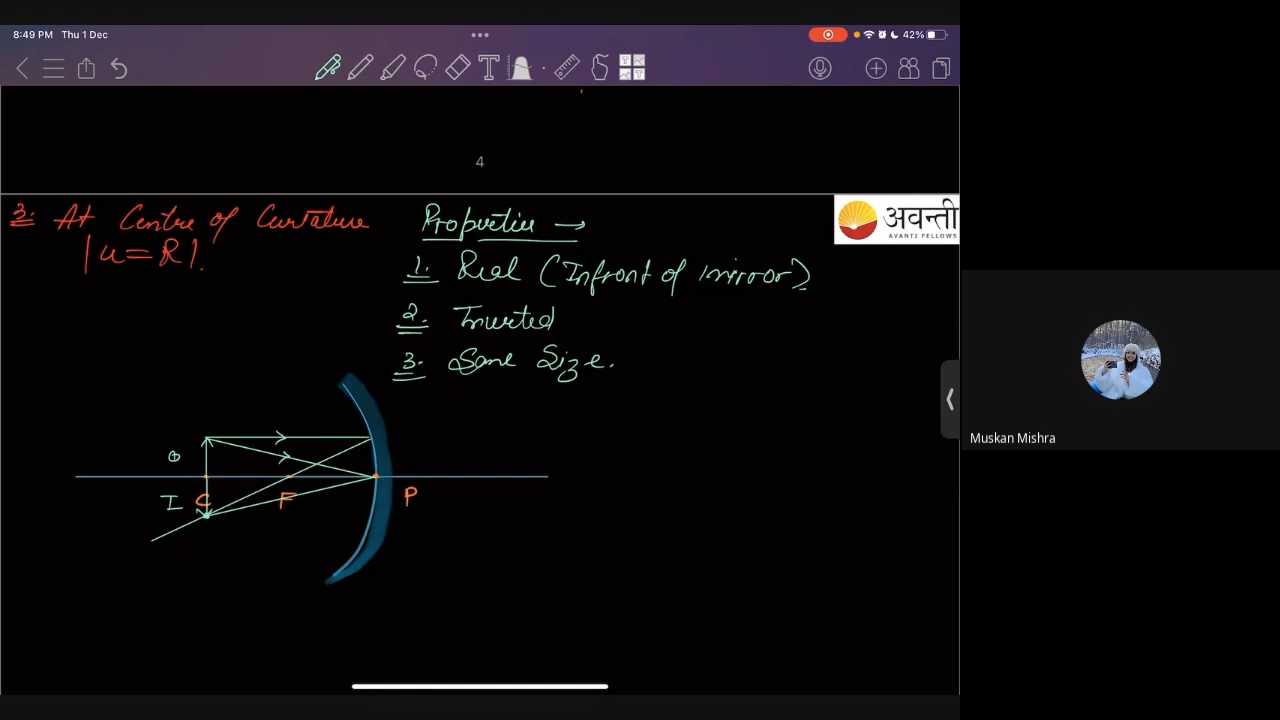 8:49 PM Thu 1 Dec
42%
4
3. At Centre of Curvature
|u=R|.
Properties →
1. Real (Infront of mirror)
2. Inverted
3. Same Size.
अवन्ती
AVANTI FELLOWS
O
I C F P
Muskan Mishra